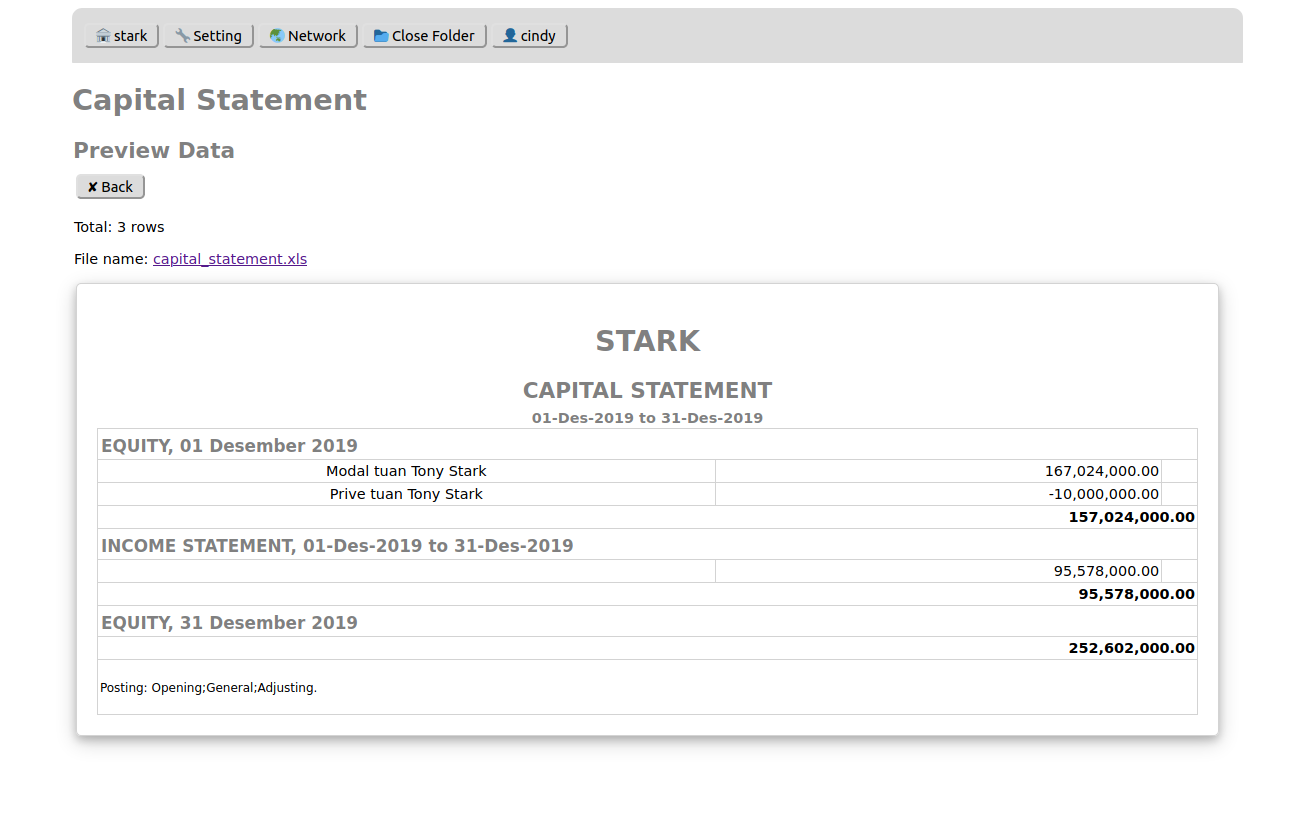 stark Setting Network Close Folder cindy
Capital Statement
Preview Data
✘ Back
Total: 3 rows
File name: capital_statement.xls
STARK
CAPITAL STATEMENT
01-Des-2019 to 31-Des-2019
EQUITY, 01 Desember 2019
Modal tuan Tony Stark 167,024,000.00
Prive tuan Tony Stark -10,000,000.00
157,024,000.00
INCOME STATEMENT, 01-Des-2019 to 31-Des-2019
95,578,000.00
95,578,000.00
EQUITY, 31 Desember 2019
252,602,000.00
Posting: Opening;General;Adjusting.